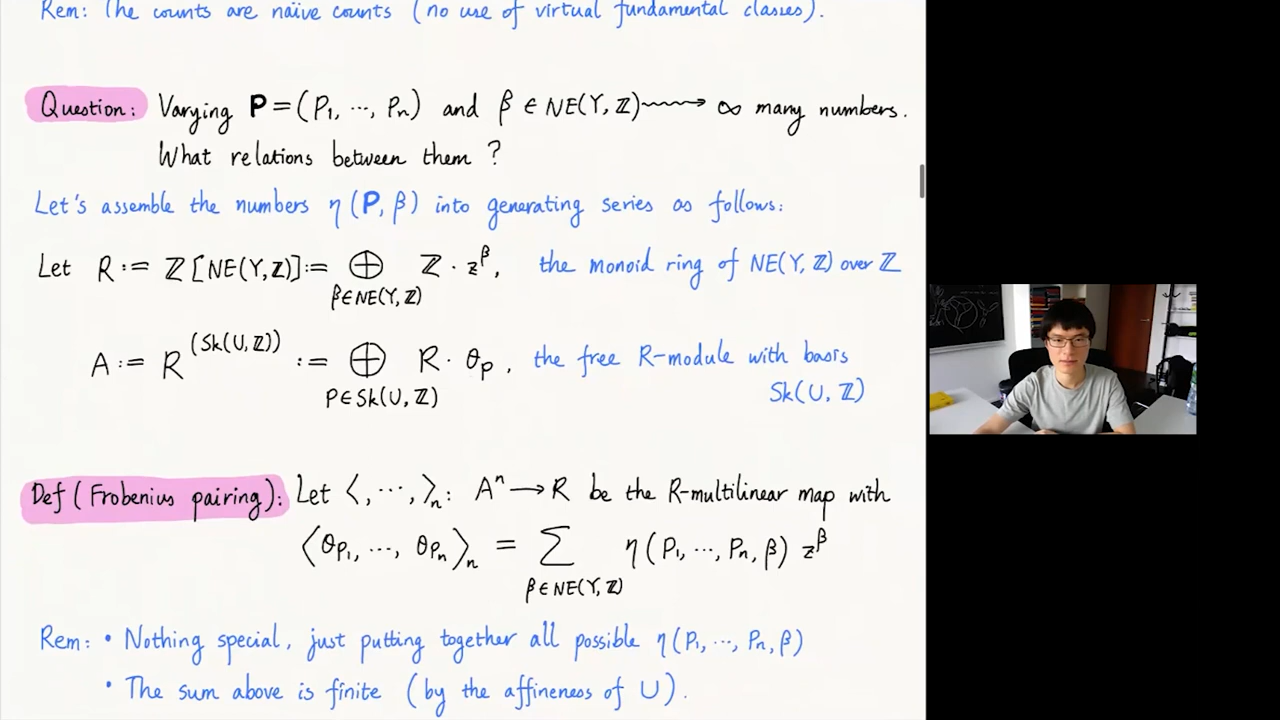 Rem: The counts are naïve counts (no use of virtual fundamental classes).
Question: Varying P = (P₁, ⋯, Pₙ) and β ∈ NE(Y, ℤ) ⇝ ∞ many numbers.
What relations between them ?
Let's assemble the numbers η(P, β) into generating series as follows:
Let R := ℤ[NE(Y,ℤ)] := ⊕ ℤ · z^β, the monoid ring of NE(Y, ℤ) over ℤ
β∈NE(Y, ℤ)
A := R^(Sk(U,ℤ)) := ⊕ R · θ_P, the free R-module with basis
P∈Sk(U, ℤ) Sk(U, ℤ)
Def (Frobenius pairing): Let ⟨, ⋯, ⟩ₙ: Aⁿ → R be the R-multilinear map with
⟨θ_P₁, ⋯, θ_Pₙ⟩ₙ = ∑ η(P₁, ⋯, Pₙ, β) z^β
β∈NE(Y, ℤ)
Rem: • Nothing special, just putting together all possible η(P₁, ⋯, Pₙ, β)
• The sum above is finite (by the affineness of U).